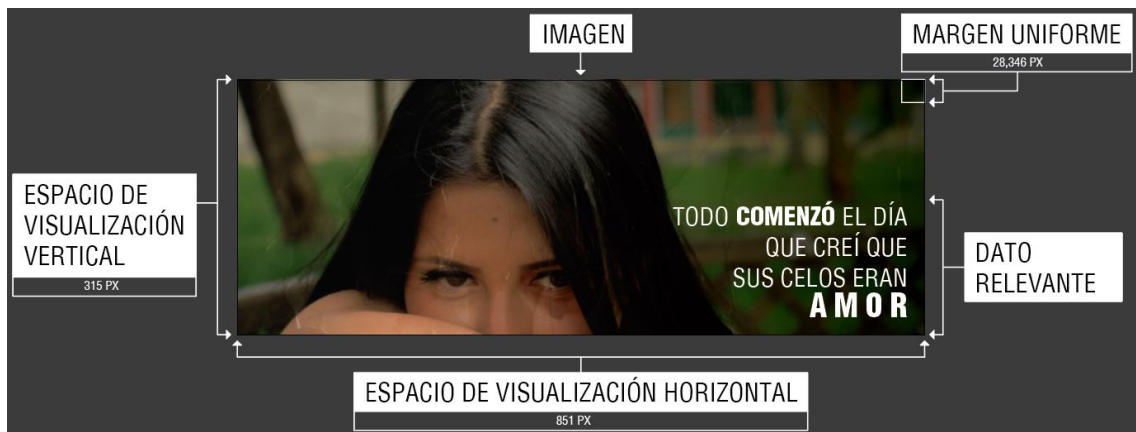 IMAGEN
MARGEN UNIFORME
28,346 PX
ESPACIO DE
VISUALIZACIÓN
VERTICAL
315 PX
TODO COMENZÓ EL DÍA
QUE CREÍ QUE
SUS CELOS ERAN
AMOR
DATO
RELEVANTE
ESPACIO DE VISUALIZACIÓN HORIZONTAL
851 PX